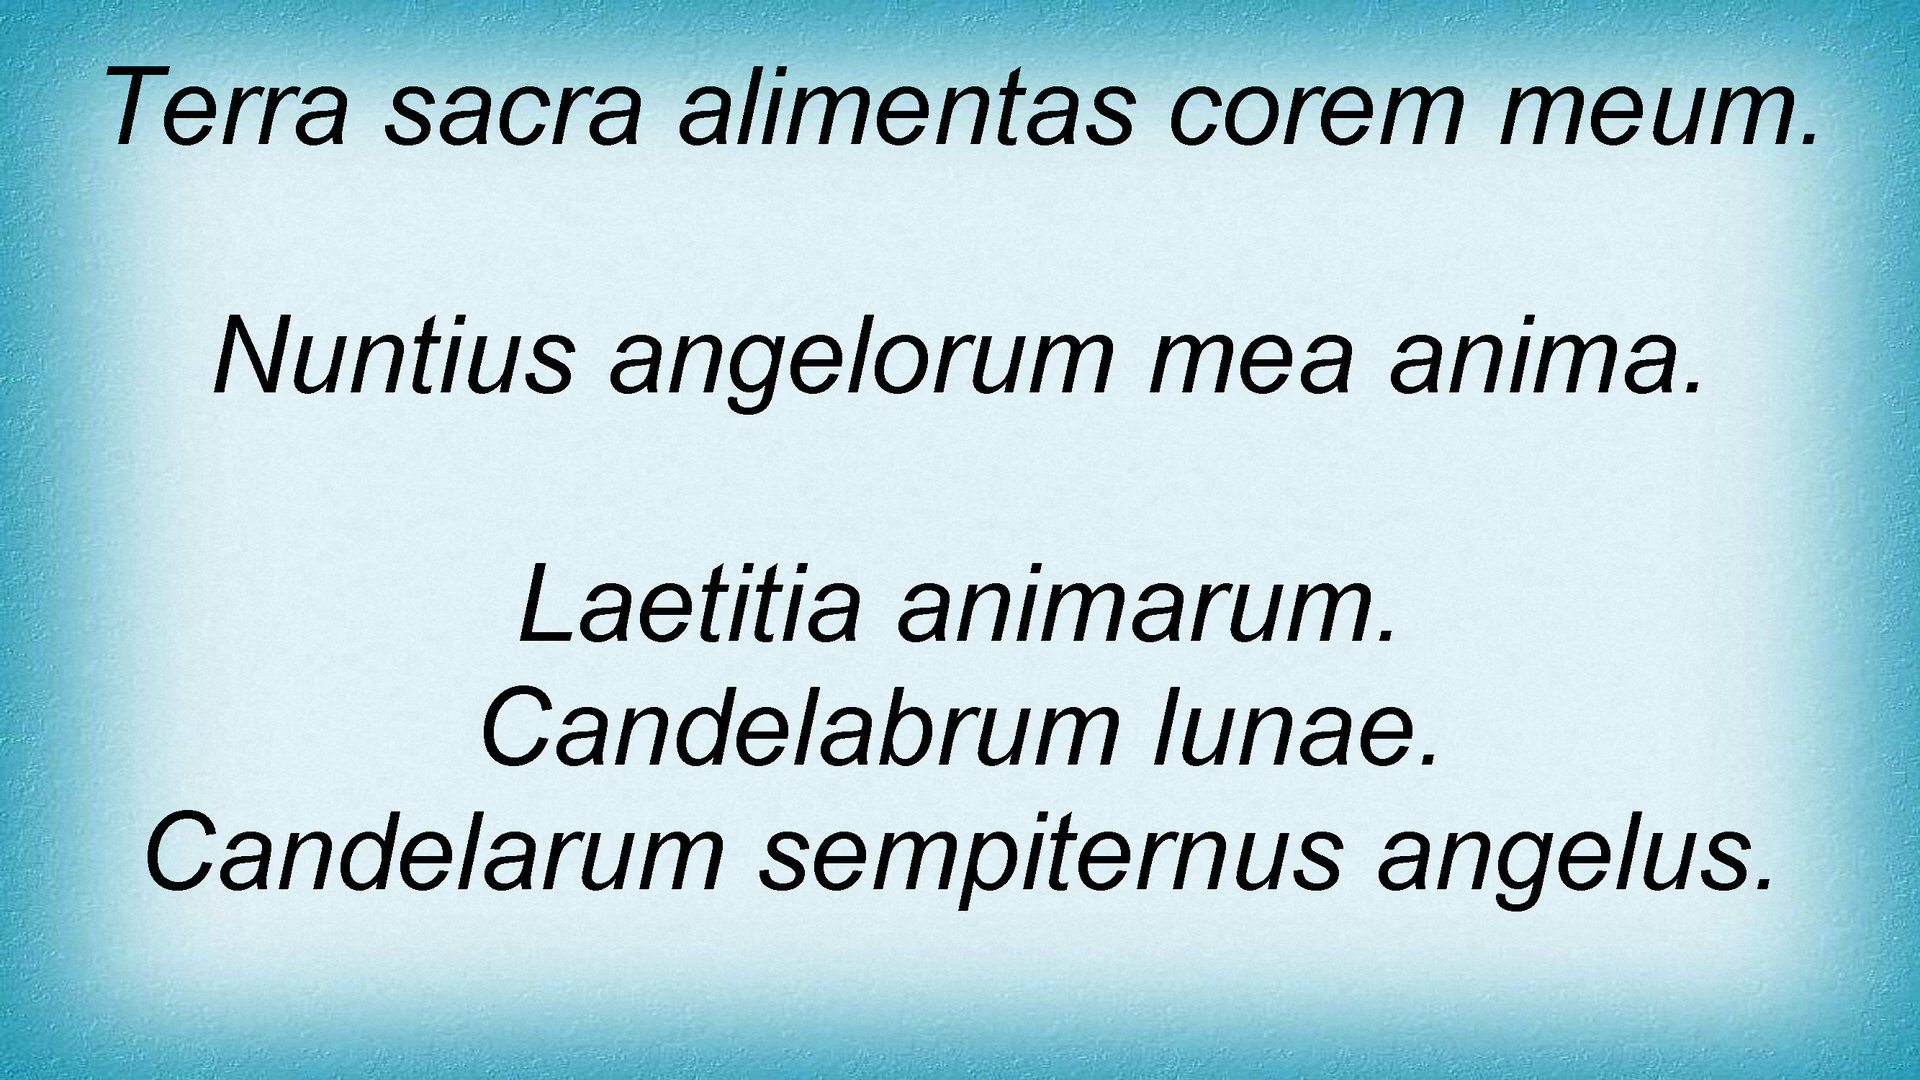 Terra sacra alimentas corem meum.
Nuntius angelorum mea anima.
Laetitia animarum.
Candelabrum lunae.
Candelarum sempiternus angelus.